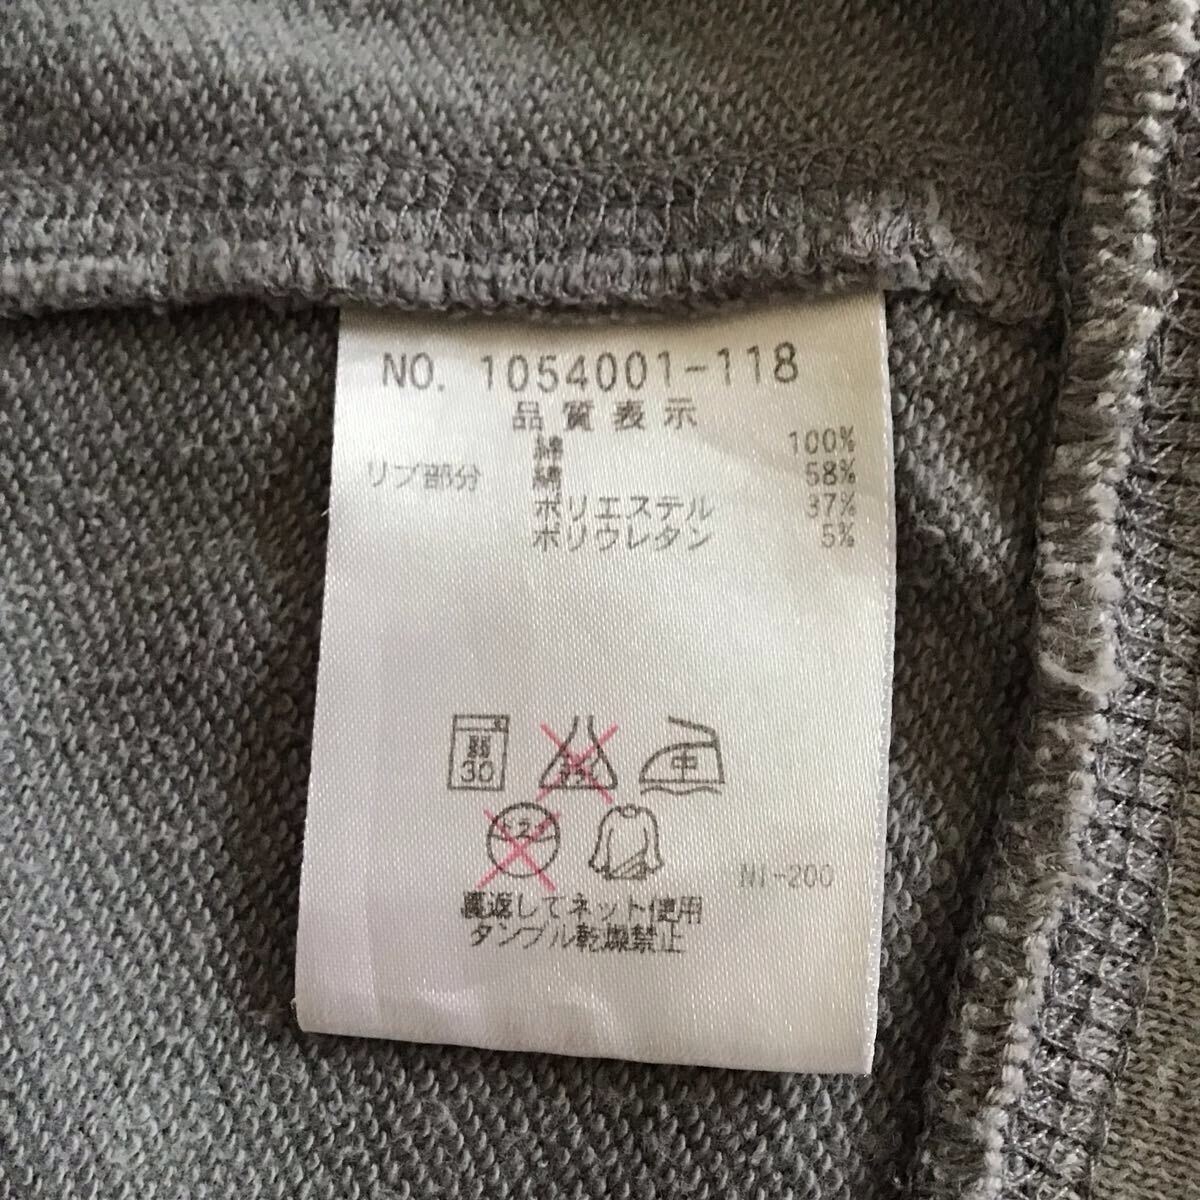 NO. 1054001-118
品質表示
綿 100%
リブ部分 綿 58%
ポリエステル 37%
ポリウレタン 5%
弱 30
中
NI-200
裏返してネット使用
タンブル乾燥禁止